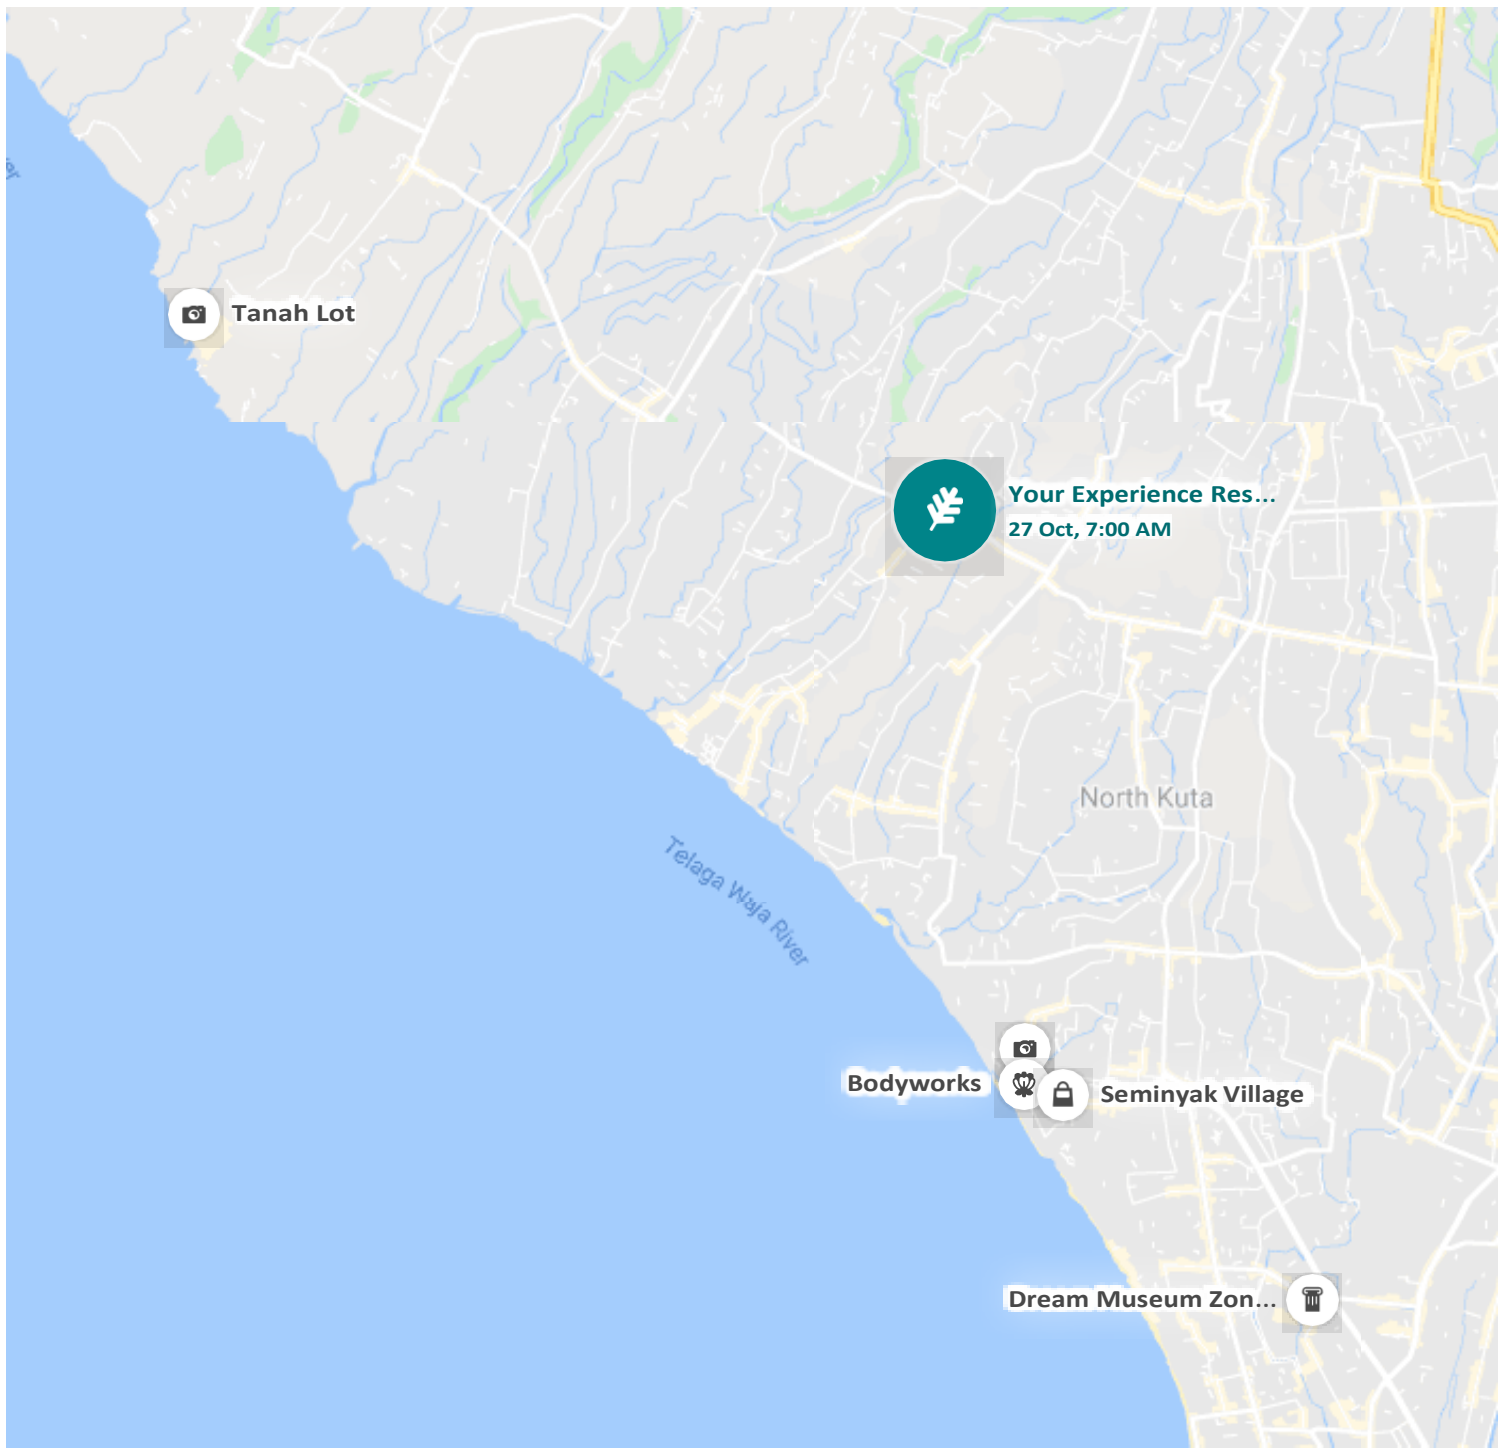 Tanah Lot
Your Experience Res...
27 Oct, 7:00 AM
North Kuta
Telaga Waja River
Bodyworks
Seminyak Village
Dream Museum Zon...